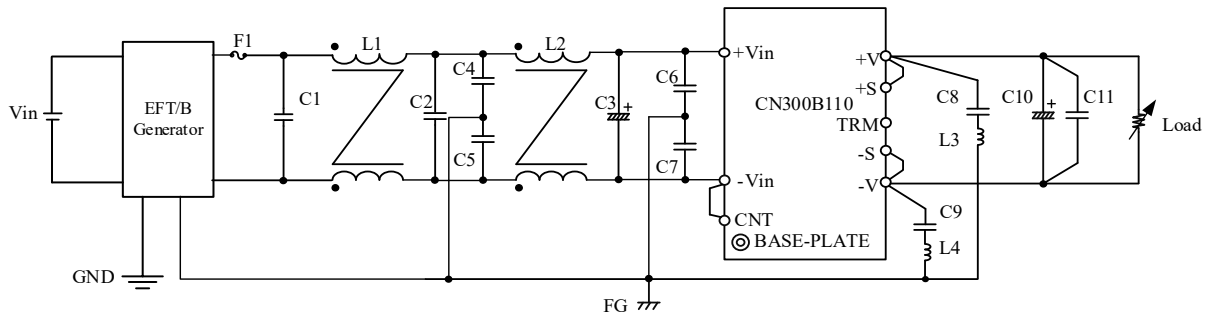 F1
L1
L2
+Vin
+V
C4
C6
+S
C8
C10
+
C11
Vin
EFT/B
Generator
C1
C2
C3
+
CN300B110
TRM
L3
Load
C5
C7
-S
-Vin
-V
CNT
C9
BASE-PLATE
L4
GND
FG